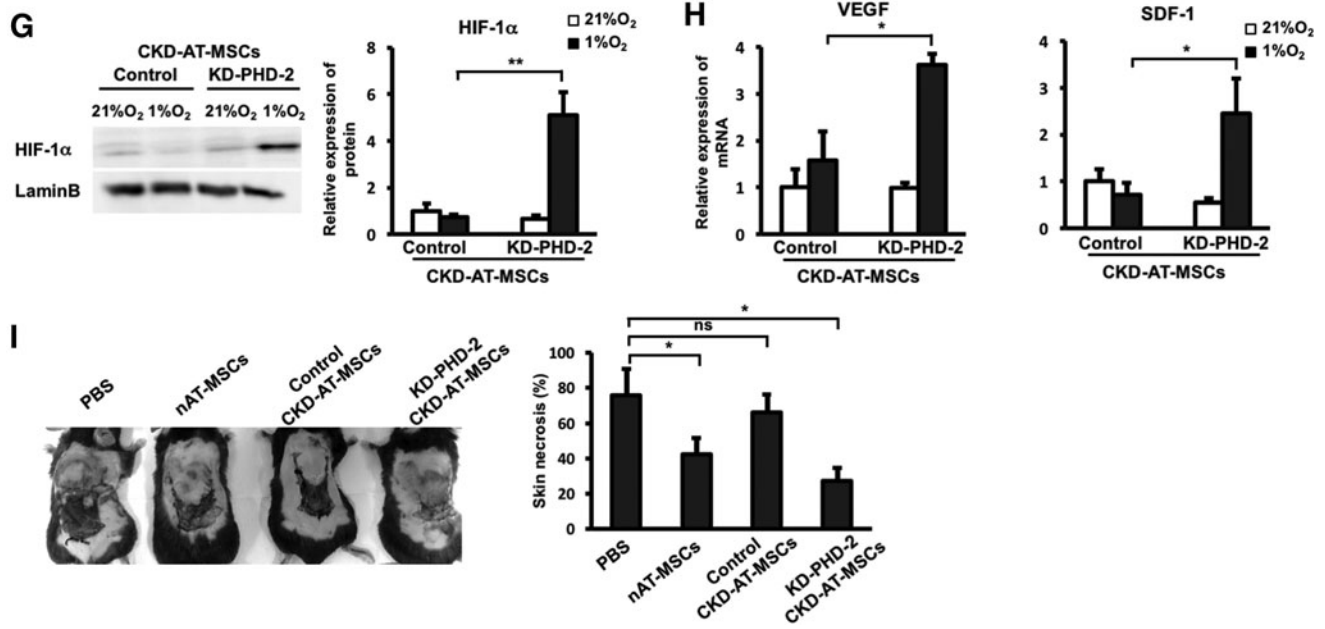 G
CKD-AT-MSCs
Control KD-PHD-2
21%O₂ 1%O₂ 21%O₂ 1%O₂
HIF-1α
LaminB
HIF-1α
21%O₂
1%O₂
Relative expression of
protein
8
6
4
2
0
**
Control KD-PHD-2
CKD-AT-MSCs
H
VEGF
Relative expression of
mRNA
4
3
2
1
0
*
Control KD-PHD-2
CKD-AT-MSCs
SDF-1
21%O₂
1%O₂
4
3
2
1
0
*
Control KD-PHD-2
CKD-AT-MSCs
I
PBS
nAT-MSCs
Control
CKD-AT-MSCs
KD-PHD-2
CKD-AT-MSCs
Skin necrosis (%)
100
80
60
40
20
0
*
ns
*
PBS
nAT-MSCs
Control
CKD-AT-MSCs
KD-PHD-2
CKD-AT-MSCs